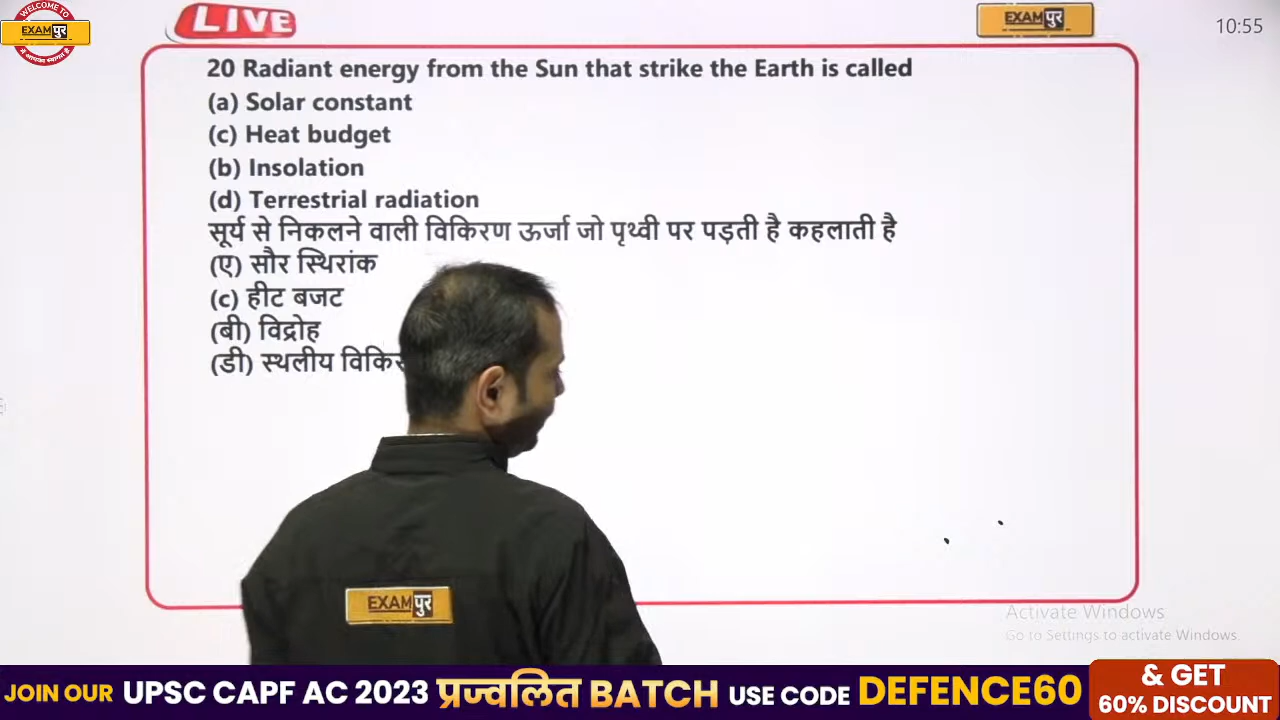 WELCOME TO
EXAMपुर
में आपका स्वागत है
LIVE
EXAMपुर
10:55
20 Radiant energy from the Sun that strike the Earth is called
(a) Solar constant
(c) Heat budget
(b) Insolation
(d) Terrestrial radiation
सूर्य से निकलने वाली विकिरण ऊर्जा जो पृथ्वी पर पड़ती है कहलाती है
(ए) सौर स्थिरांक
(c) हीट बजट
(बी) विद्रोह
(डी) स्थलीय
EXAMपुर
Activate Windows
Go to Settings to activate Windows.
JOIN OUR UPSC CAPF AC 2023 प्रज्वलित BATCH USE CODE DEFENCE60
& GET
60% DISCOUNT